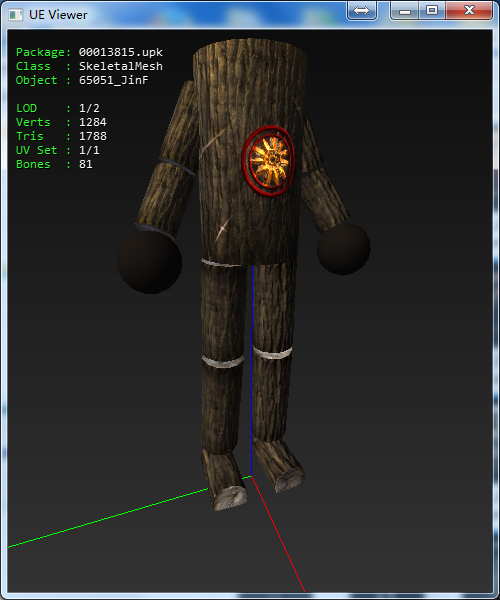 UE Viewer
Package: 00013815.upk
Class : SkeletalMesh
Object : 65051_JinF
LOD : 1/2
Verts : 1284
Tris : 1788
UV Set : 1/1
Bones : 81